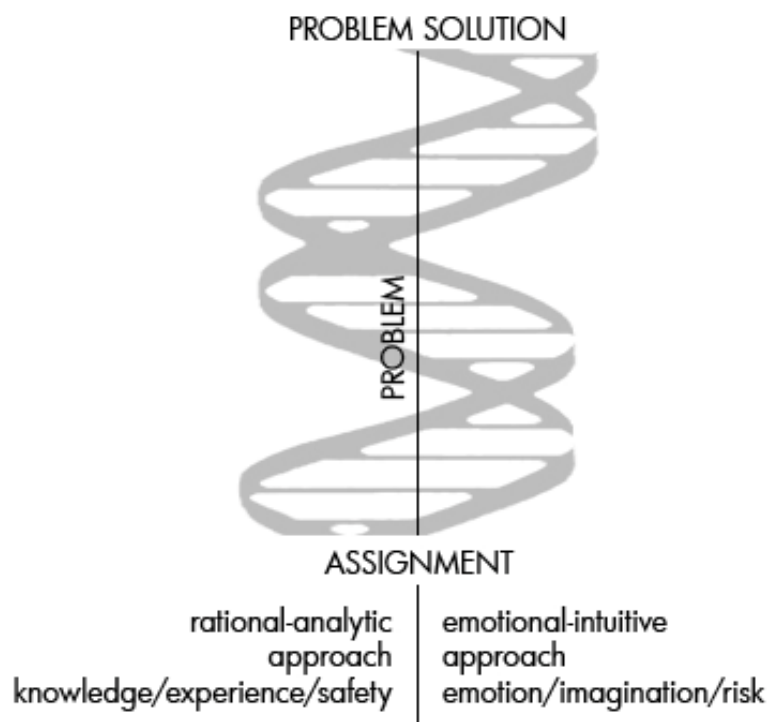 PROBLEM SOLUTION
PROBLEM
ASSIGNMENT
rational-analytic
approach
knowledge/experience/safety
emotional-intuitive
approach
emotion/imagination/risk